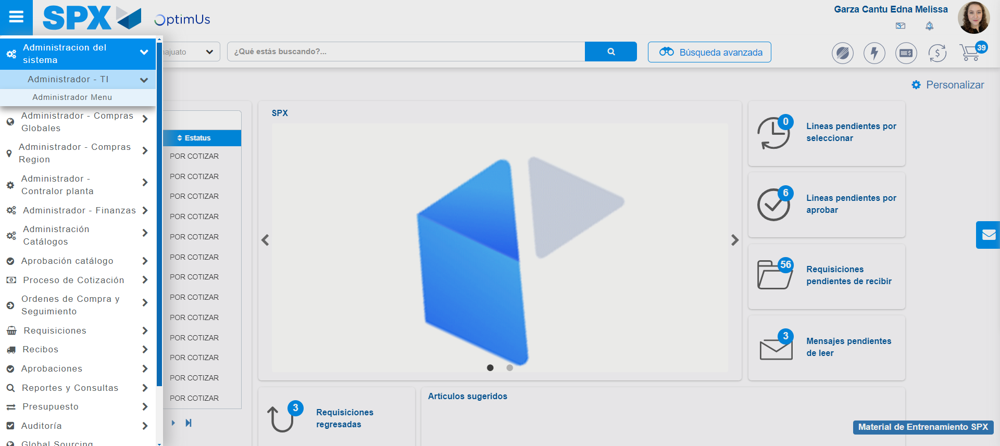 SPX
OptimUs
Garza Cantu Edna Melissa
¿Qué estás buscando?...
Búsqueda avanzada
39
Personalizar
Administracion del
sistema
Administrador - TI
Administrador Menu
Administrador - Compras
Globales
Administrador - Compras
Region
Administrador -
Contralor planta
Administrador - Finanzas
Administración
Catálogos
Aprobación catálogo
Proceso de Cotización
Ordenes de Compra y
Seguimiento
Requisiciones
Recibos
Aprobaciones
Reportes y Consultas
Presupuesto
Auditoría
Global Sourcing
Estatus
POR COTIZAR
POR COTIZAR
POR COTIZAR
POR COTIZAR
POR COTIZAR
POR COTIZAR
POR COTIZAR
POR COTIZAR
POR COTIZAR
POR COTIZAR
POR COTIZAR
POR COTIZAR
POR COTIZAR
SPX
0
Lineas pendientes por
seleccionar
6
Lineas pendientes por
aprobar
56
Requisiciones
pendientes de recibir
3
Mensajes pendientes
de leer
3
Requisiciones
regresadas
Artículos sugeridos
Material de Entrenamiento SPX